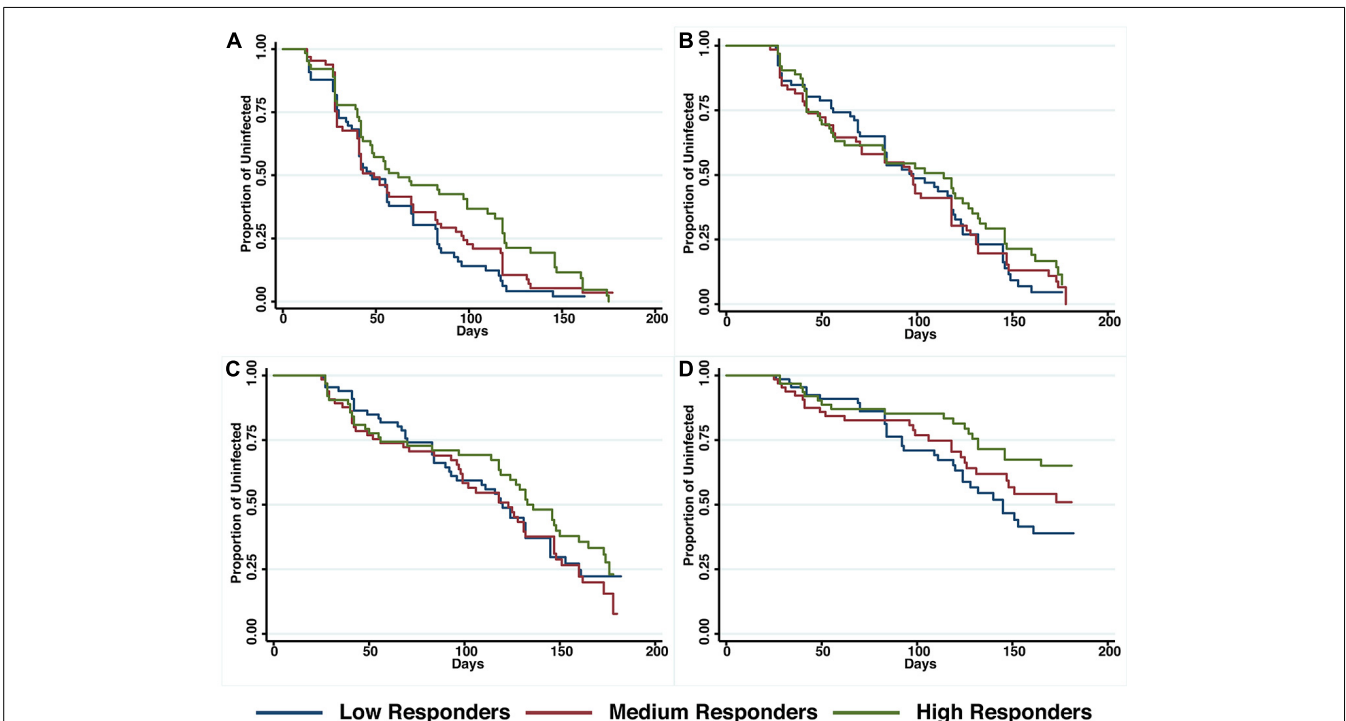 A
Proportion of Uninfected
1.00
0.75
0.50
0.25
0.00
0 50 100 150 200
Days
B
Proportion of Uninfected
1.00
0.75
0.50
0.25
0.00
0 50 100 150 200
Days
C
Proportion of Uninfected
1.00
0.75
0.50
0.25
0.00
0 50 100 150 200
Days
D
Proportion of Uninfected
1.00
0.75
0.50
0.25
0.00
0 50 100 150 200
Days
Low Responders Medium Responders High Responders